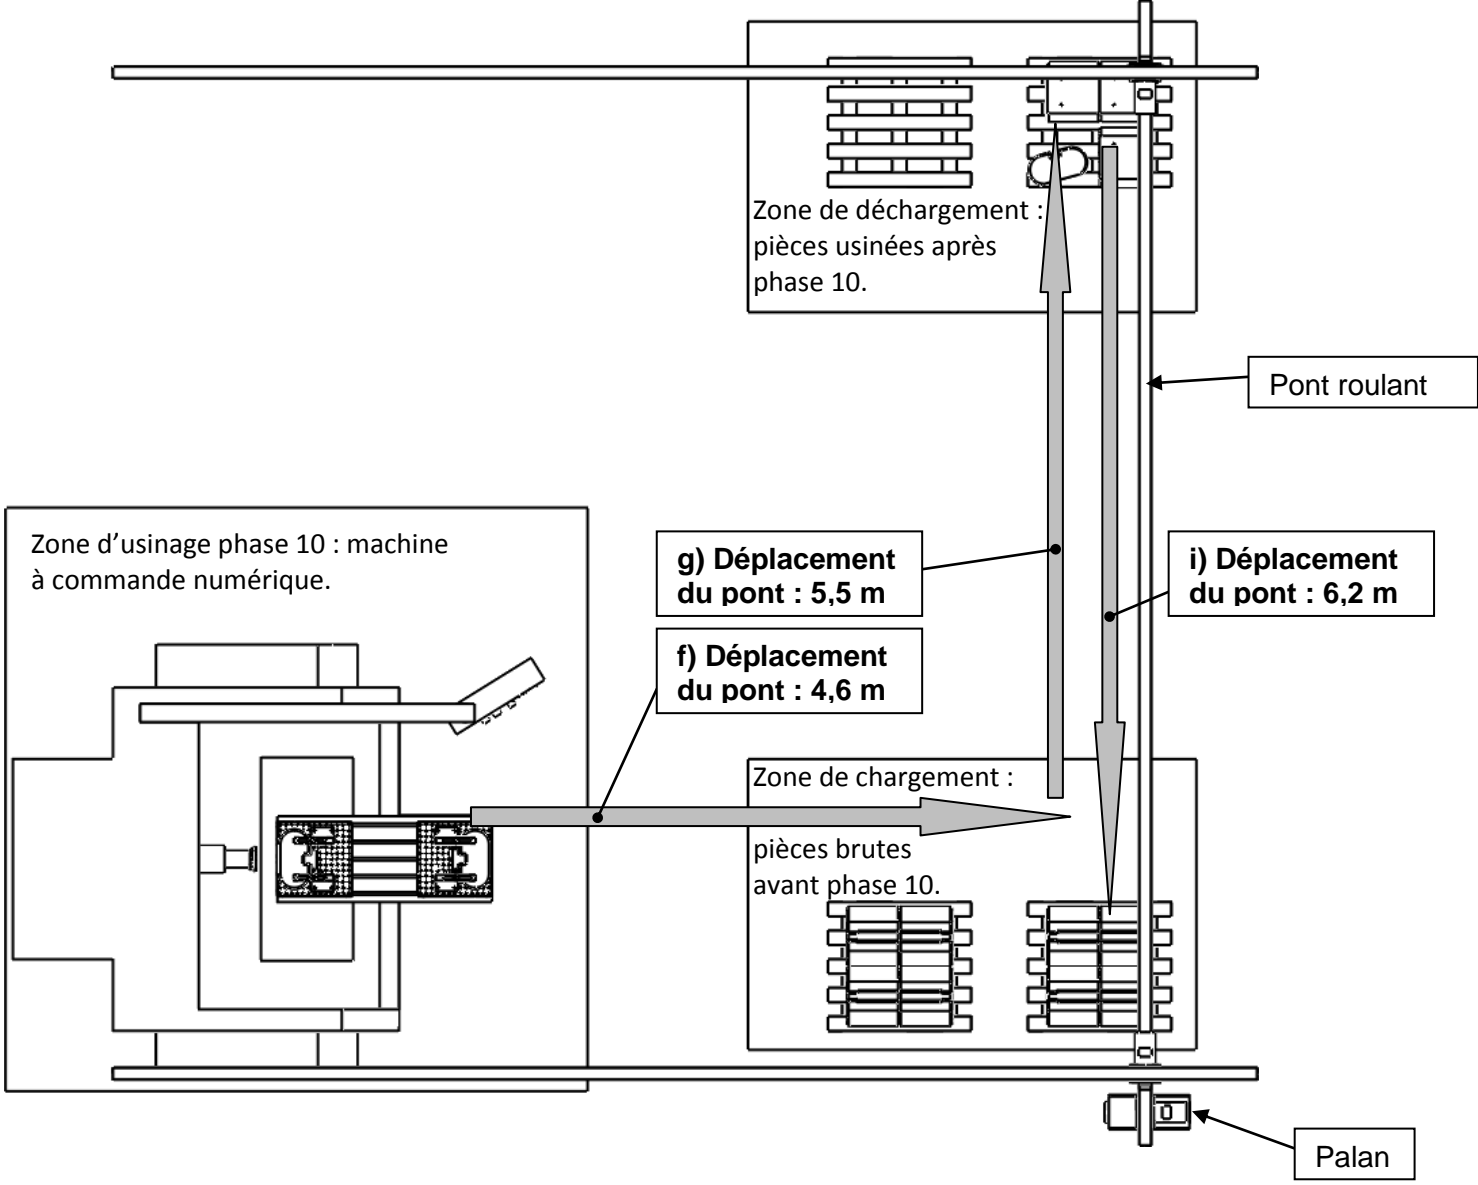 Zone de déchargement :
pièces usinées après
phase 10.
Pont roulant
Zone d’usinage phase 10 : machine
à commande numérique.
g) Déplacement
du pont : 5,5 m
i) Déplacement
du pont : 6,2 m
f) Déplacement
du pont : 4,6 m
Zone de chargement :
pièces brutes
avant phase 10.
Palan